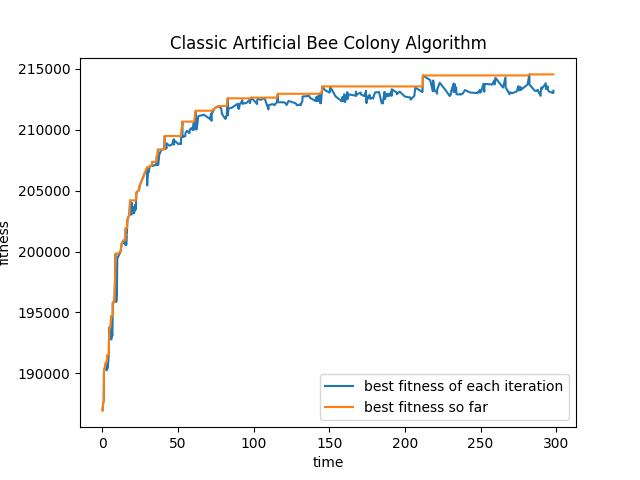 Classic Artificial Bee Colony Algorithm
215000
210000
205000
200000
195000
190000
fitness
best fitness of each iteration
best fitness so far
0 50 100 150 200 250 300
time